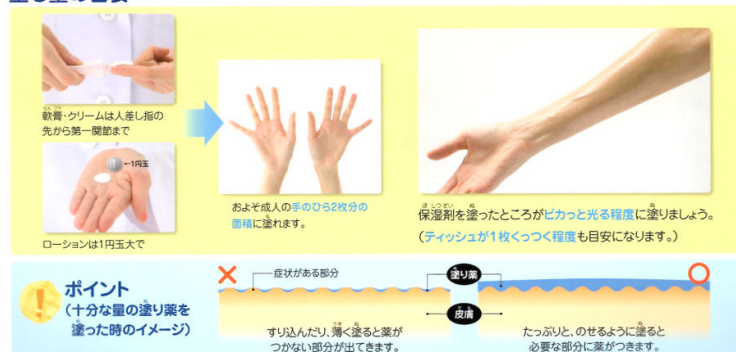 軟膏・クリームは人差し指の
先から第一関節まで
1
←1円玉
ローションは1円玉大で
およそ成人の手のひら2枚分の
面積に塗れます。
保湿剤を塗ったところがピカっと光る程度に塗りましょう。
(ティッシュが1枚くっつく程度も目安になります。)
ポイント
(十分な量の塗り薬を
塗った時のイメージ)
症状がある部分
塗り薬
皮膚
すり込んだり、薄く塗ると薬が
つかない部分が出てきます。
たっぷりと、のせるように塗ると
必要な部分に薬がつきます。